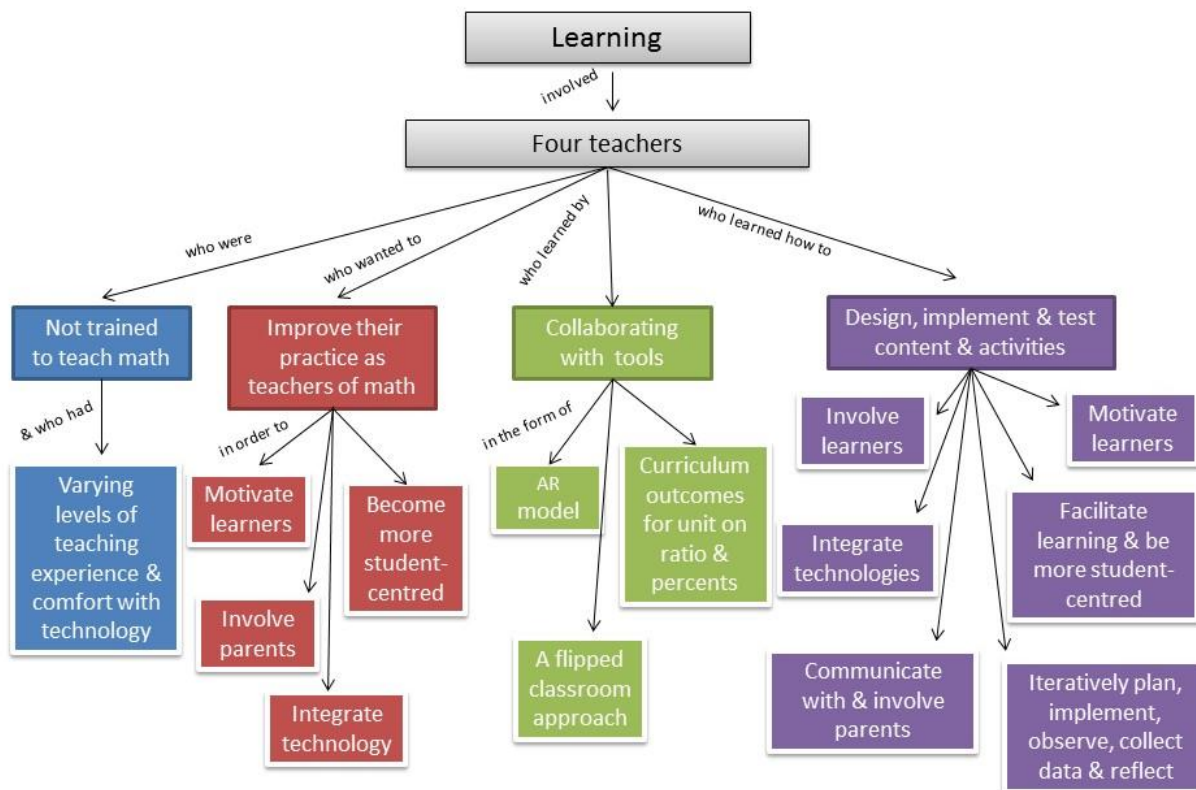 Learning
involved
Four teachers
who were
who wanted to
who learned by
who learned how to
Not trained
to teach math
& who had
Varying
levels of
teaching
experience &
comfort with
technology
Improve their
practice as
teachers of math
in order to
Motivate
learners
Become
more
student-
centred
Involve
parents
Integrate
technology
Collaborating
with tools
in the form of
AR
model
Curriculum
outcomes
for unit on
ratio &
percents
A flipped
classroom
approach
Design, implement & test
content & activities
Involve
learners
Motivate
learners
Integrate
technologies
Facilitate
learning & be
more student-
centred
Communicate
with & involve
parents
Iteratively plan,
implement,
observe, collect
data & reflect